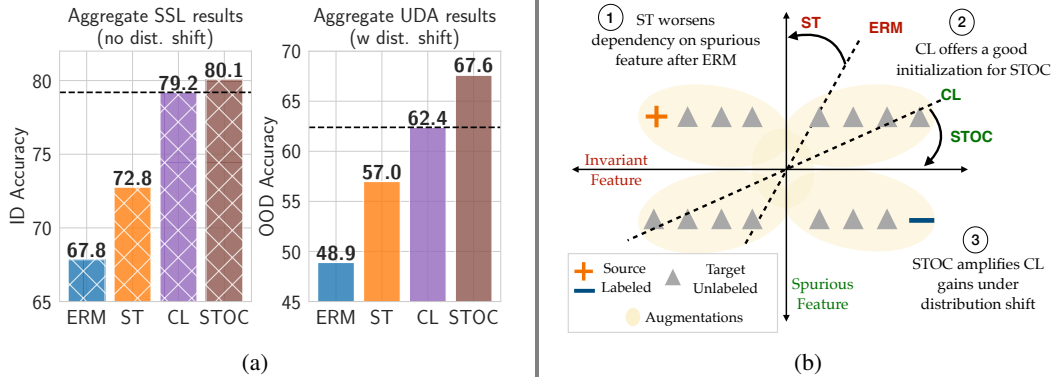 Aggregate SSL results
(no dist. shift)
ID Accuracy
80
75
70
65
67.8
72.8
79.2
80.1
ERM ST CL STOC
Aggregate UDA results
(w dist. shift)
OOD Accuracy
70
65
60
55
50
45
48.9
57.0
62.4
67.6
ERM ST CL STOC
(a)
1
ST worsens
dependency on spurious
feature after ERM
ST
ERM
2
CL offers a good
initialization for STOC
CL
STOC
Invariant
Feature
Spurious
Feature
3
STOC amplifies CL
gains under
distribution shift
Source
Labeled
Target
Unlabeled
Augmentations
(b)